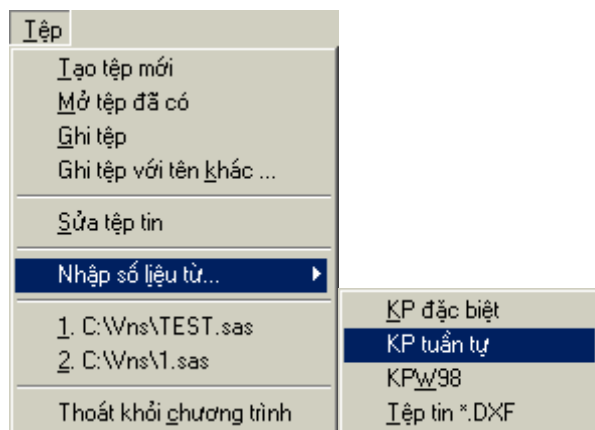 Tệp
Tạo tệp mới
Mở tệp đã có
Ghi tệp
Ghi tệp với tên khác ...
Sửa tệp tin
Nhập số liệu từ...
1. C:\Vns\TEST.sas
2. C:\Vns\1.sas
Thoát khỏi chương trình
KP đặc biệt
KP tuần tự
KPW98
Tệp tin *.DXF